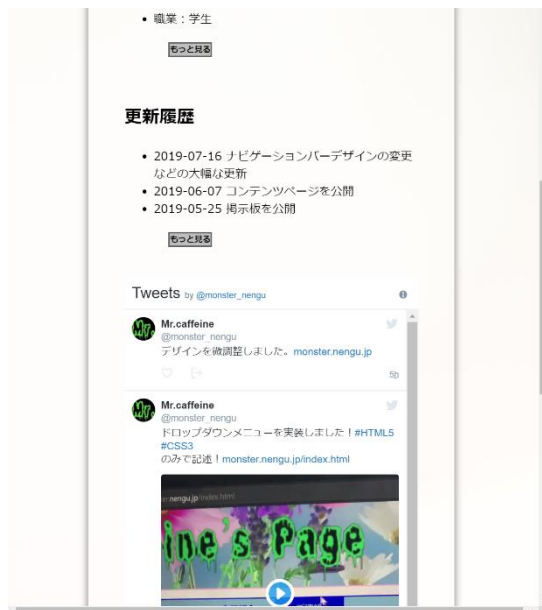 職業：学生
もっと見る
更新履歴
2019-07-16 ナビゲーションバーデザインの変更
などの大幅な更新
2019-06-07 コンテンツページを公開
2019-05-25 掲示板を公開
もっと見る
Tweets by @monster_nengu
Mr.caffeine
@monster_nengu
デザインを微調整しました。monster.nengu.jp
5h
Mr.caffeine
@monster_nengu
ドロップダウンメニューを実装しました！#HTML5
#CSS3
のみで記述！monster.nengu.jp/index.html
nengu.jp/index.html
ine's Page